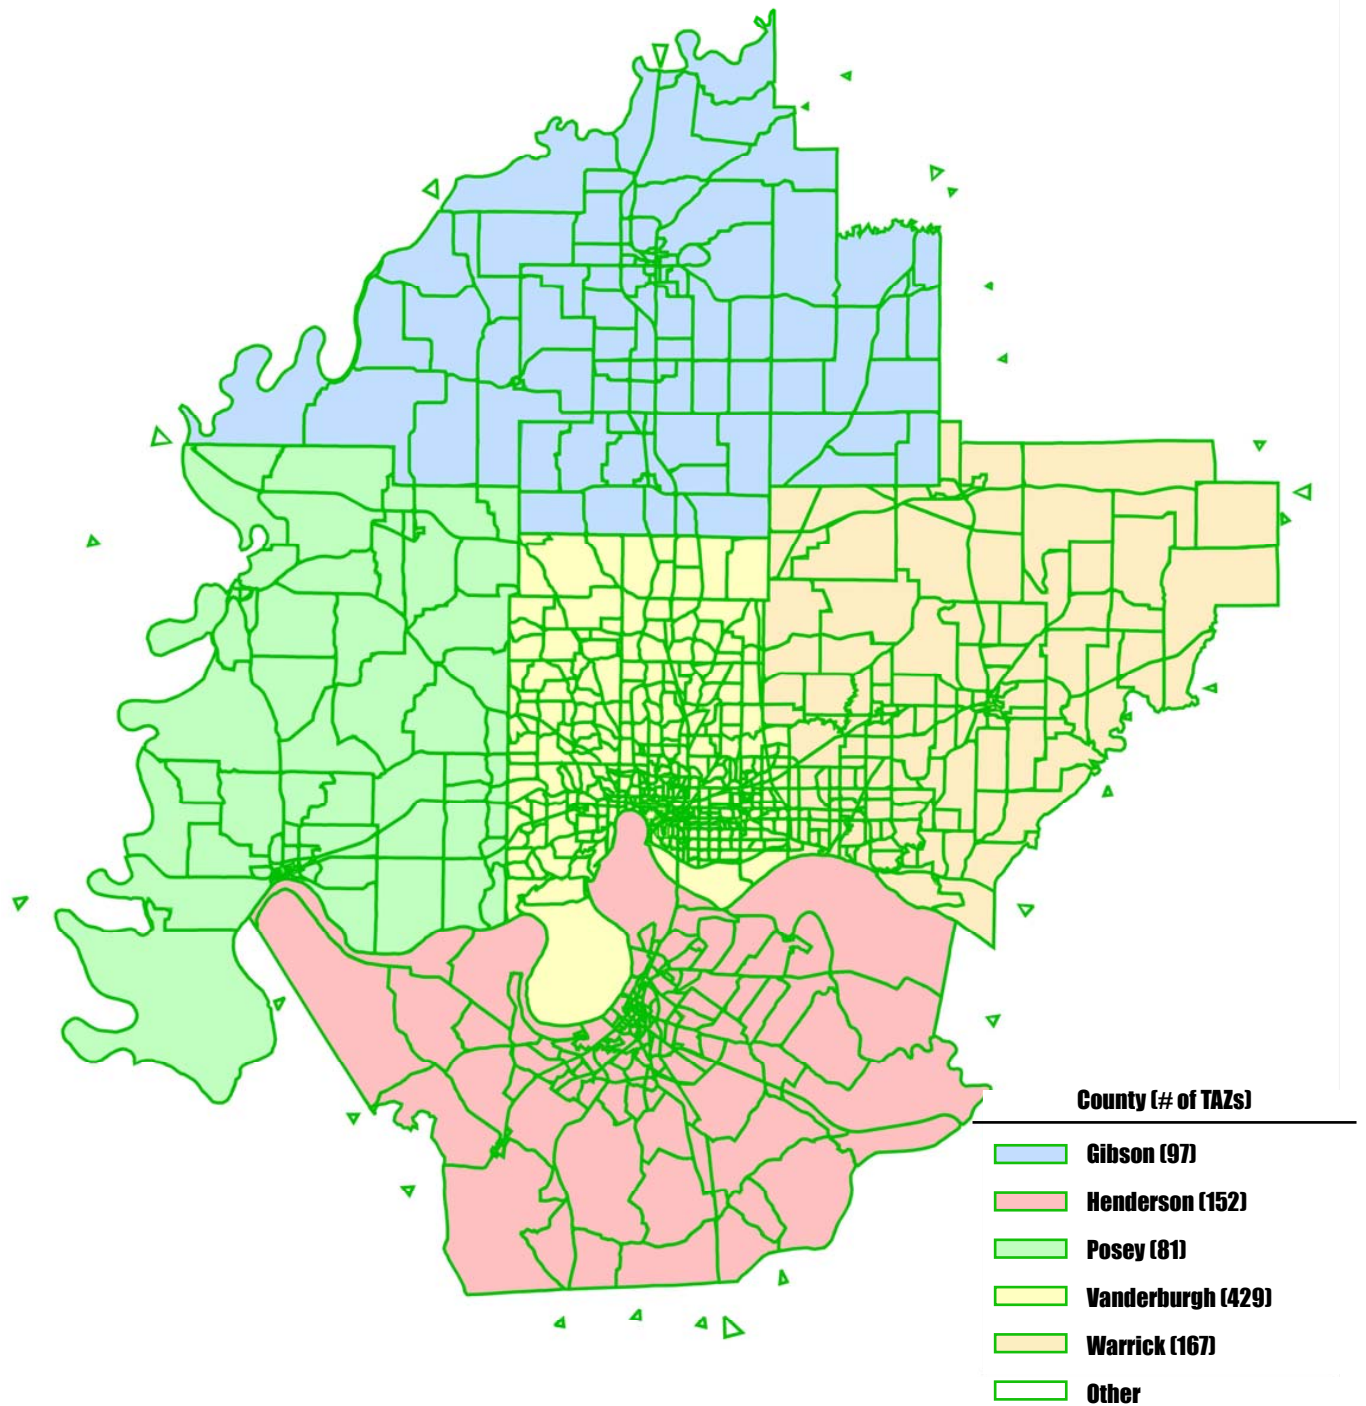 County (# of TAZs)
Gibson (97)
Henderson (152)
Posey (81)
Vanderburgh (429)
Warrick (167)
Other